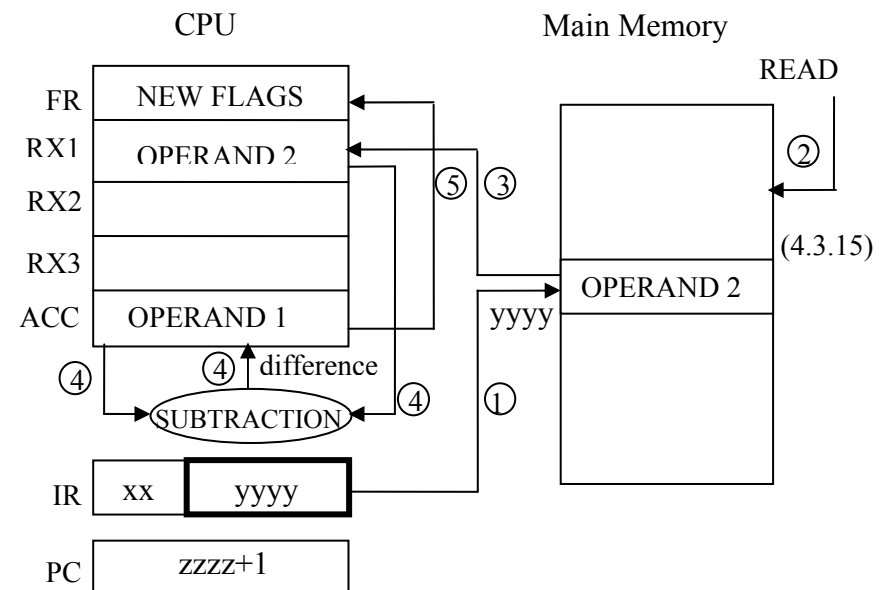 CPU
Main Memory
READ
FR
NEW FLAGS
RX1
OPERAND 2
②
⑤
③
RX2
(4.3.15)
RX3
OPERAND 2
ACC
OPERAND 1
yyyy
④
④
difference
④
①
SUBTRACTION
IR
xx
yyyy
PC
zzzz+1